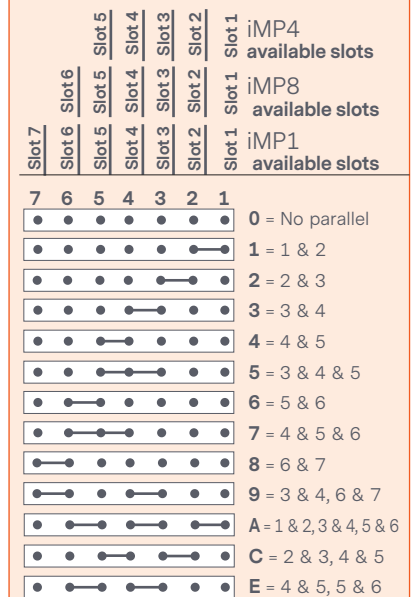 Slot 5 Slot 4 Slot 3 Slot 2 Slot 1 iMP4
available slots
Slot 6 Slot 5 Slot 4 Slot 3 Slot 2 Slot 1 iMP8
available slots
Slot 7 Slot 6 Slot 5 Slot 4 Slot 3 Slot 2 Slot 1 iMP1
available slots
7 6 5 4 3 2 1
0 = No parallel
1 = 1 & 2
2 = 2 & 3
3 = 3 & 4
4 = 4 & 5
5 = 3 & 4 & 5
6 = 5 & 6
7 = 4 & 5 & 6
8 = 6 & 7
9 = 3 & 4, 6 & 7
A = 1 & 2, 3 & 4, 5 & 6
C = 2 & 3, 4 & 5
E = 4 & 5, 5 & 6